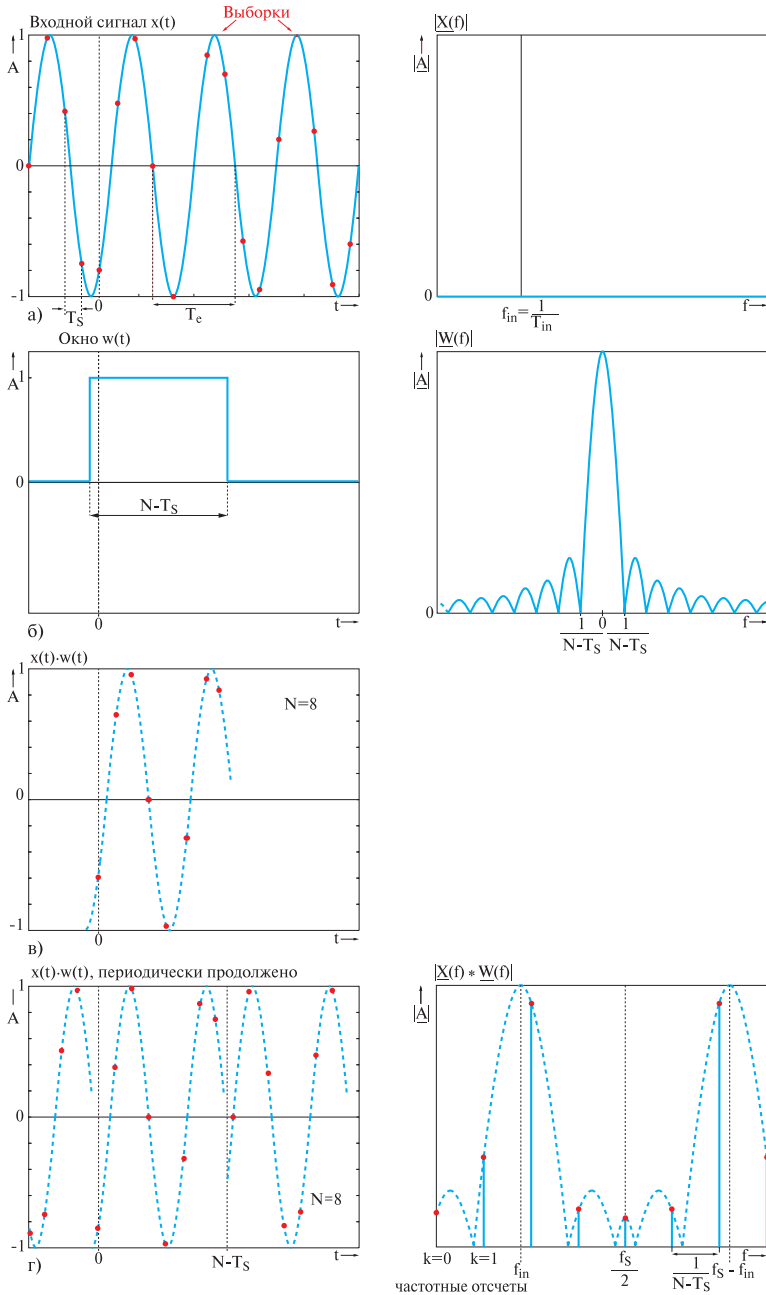 Входной сигнал x(t)
Выборки
A
1
0
-1
0
t
T_S
T_e
а)
|X(f)|
|A|
0
f_in = 1/T_in
f
Окно w(t)
A
1
0
N-T_S
0
t
б)
|W(f)|
|A|
0
1/N-T_S
0
1/N-T_S
f
x(t)·w(t)
A
1
0
-1
N=8
0
t
в)
x(t)·w(t), периодически продолжено
A
1
0
-1
N=8
0
N-T_S
t
г)
|X(f) * W(f)|
|A|
k=0
k=1
f_in
f_S/2
1/N-T_S
f_S - f_in
f
частотные отсчеты